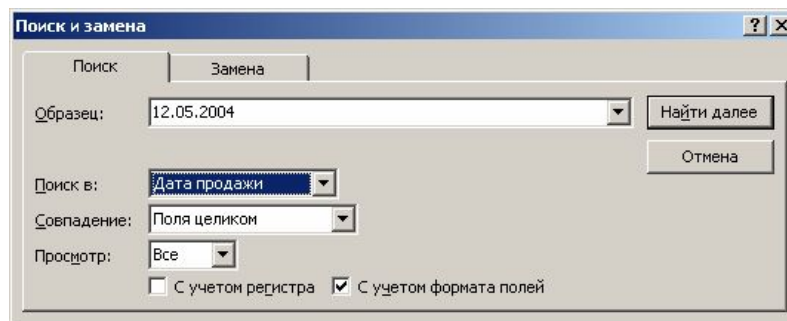 Поиск и замена
Поиск
Замена
Образец:
12.05.2004
Найти далее
Отмена
Поиск в:
Дата продажи
Совпадение:
Поля целиком
Просмотр:
Все
С учетом регистра
С учетом формата полей